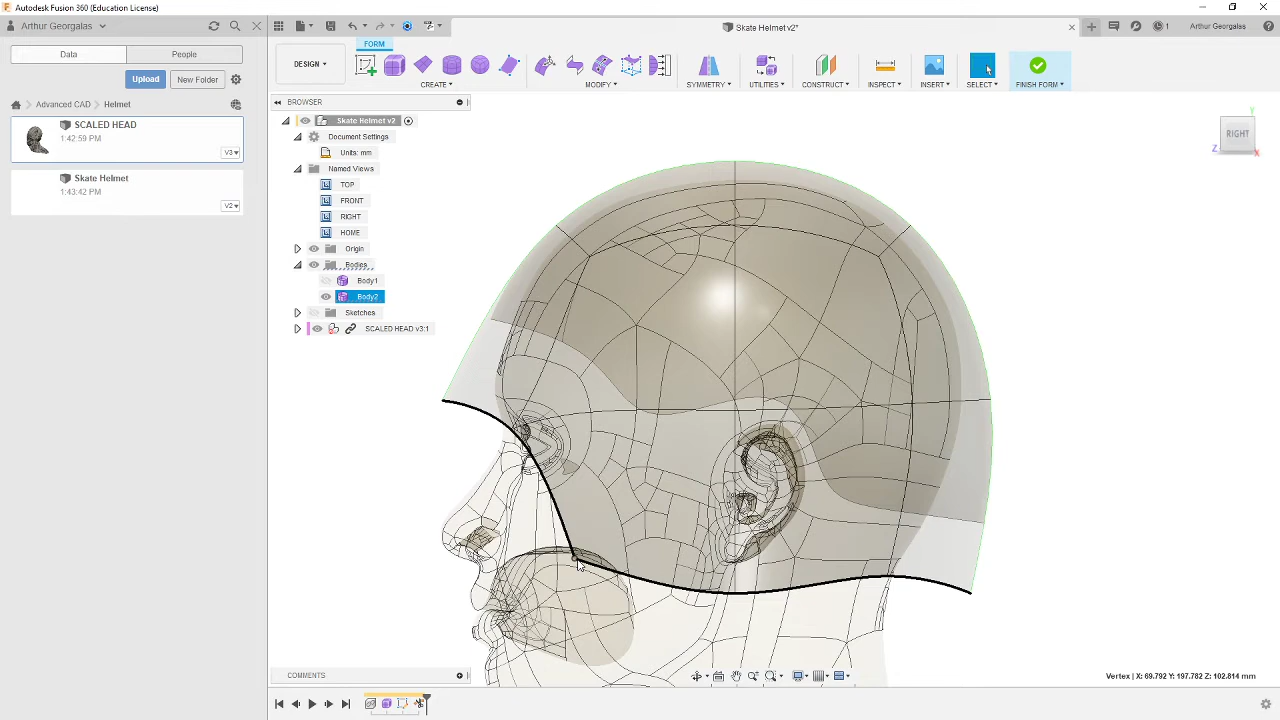 Autodesk Fusion 360 (Education License)
Arthur Georgalas
Skate Helmet v2*
1
Arthur Georgalas
Data People
Upload New Folder
Advanced CAD Helmet
SCALED HEAD
1:42:59 PM
V3
Skate Helmet
1:43:42 PM
V2
FORM
DESIGN
CREATE MODIFY SYMMETRY UTILITIES CONSTRUCT INSPECT INSERT SELECT FINISH FORM
BROWSER
Skate Helmet v2
Document Settings
Units: mm
Named Views
TOP
FRONT
RIGHT
HOME
Origin
Bodies
Body1
Body2
Sketches
SCALED HEAD v3:1
Y
RIGHT
Z
X
COMMENTS
Vertex | X: 69.792 Y: 197.782 Z: 102.814 mm